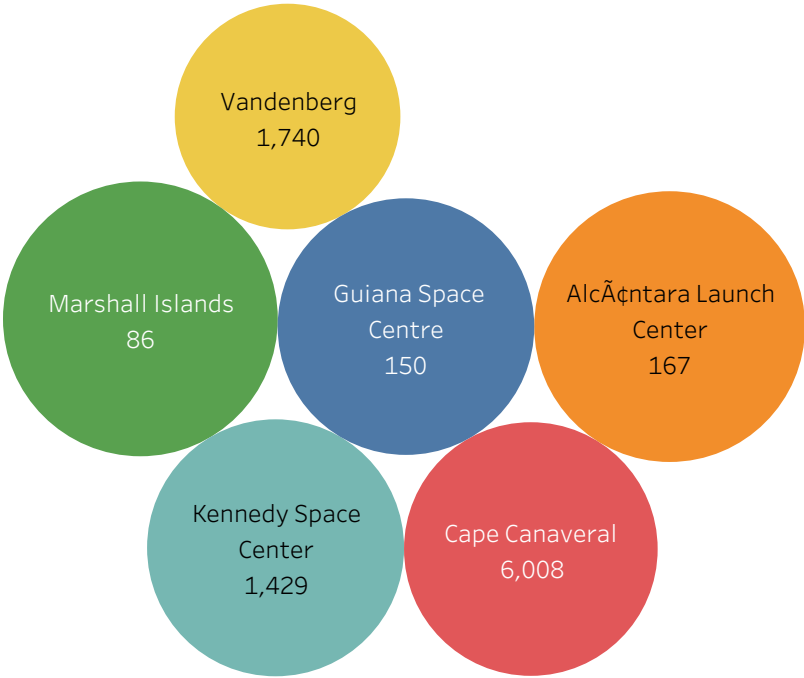 Vandenberg
1,740
Marshall Islands
86
Guiana Space
Centre
150
AlcÃ¢ntara Launch
Center
167
Kennedy Space
Center
1,429
Cape Canaveral
6,008